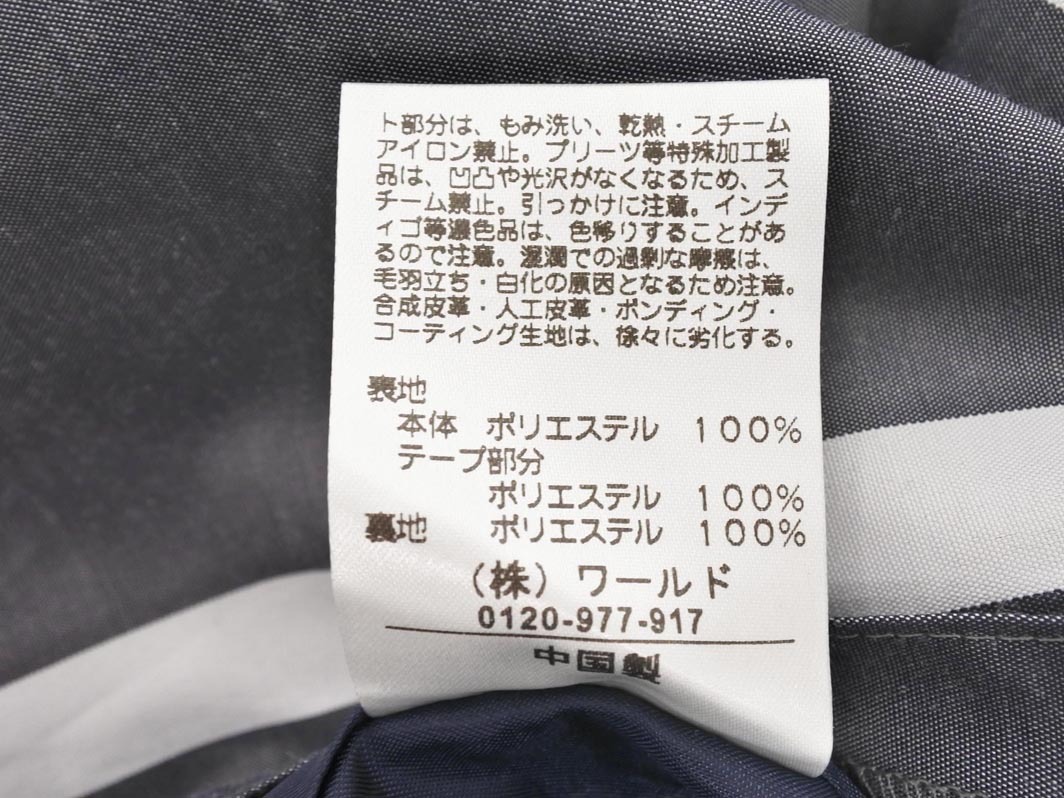 ト部分は、もみ洗い、乾熱・スチーム
アイロン禁止。プリーツ等特殊加工製
品は、凹凸や光沢がなくなるため、ス
チーム禁止。引っかけに注意。インデ
ィゴ等濃色品は、色移りすることがあ
るので注意。湿潤での過剰な摩擦は、
毛羽立ち・白化の原因となるため注意。
合成皮革・人工皮革・ボンディング・
コーティング生地は、徐々に劣化する。
表地
本体 ポリエステル 100%
テープ部分
ポリエステル 100%
裏地 ポリエステル 100%
(株) ワールド
0120-977-917
中国製